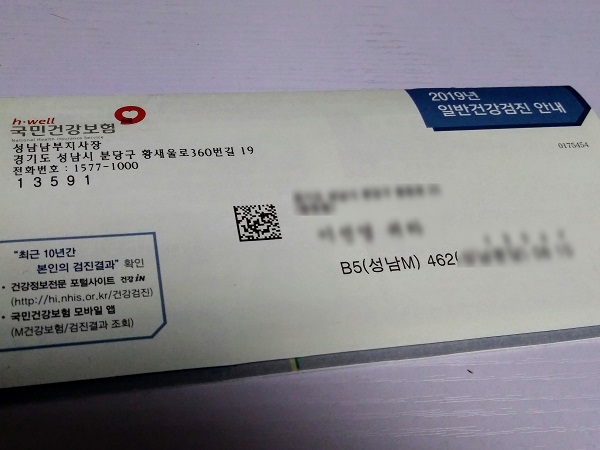 h·well
국민건강보험
National Health Insurance Service
성남남부지사장
경기도 성남시 분당구 황새울로360번길 19
전화번호 : 1577-1000
13591
2019년
일반건강검진 안내
0175454
B5(성남M) 462(
"최근 10년간
본인의 검진결과" 확인
• 건강정보전문 포털사이트 건강iN
(http://hi.nhis.or.kr/건강검진)
• 국민건강보험 모바일 앱
(M건강보험/검진결과 조회)